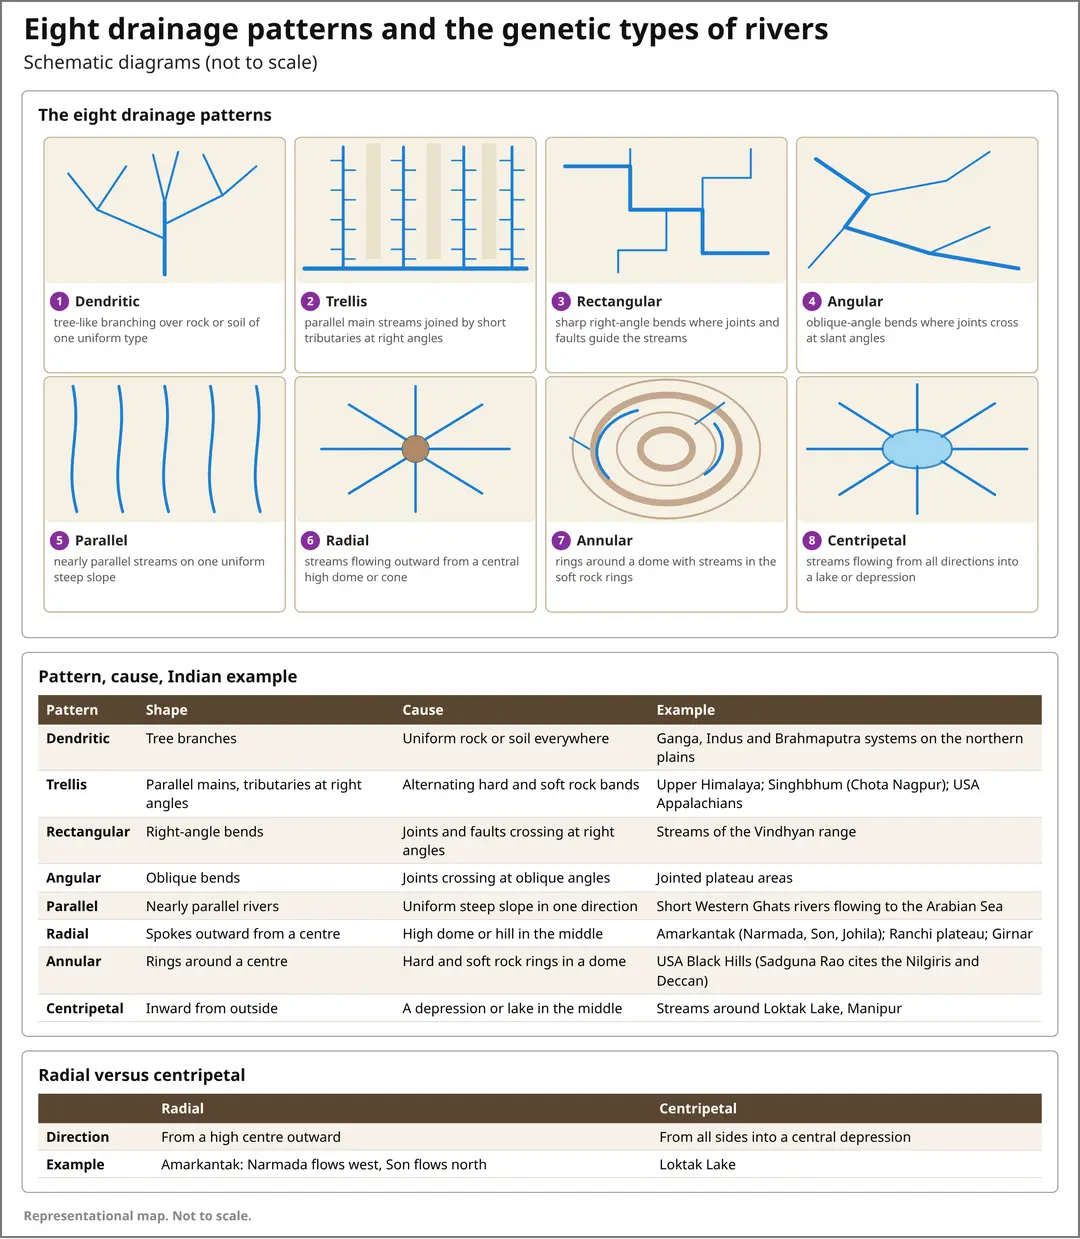 Eight drainage patterns and the genetic types of rivers
Schematic diagrams (not to scale)
The eight drainage patterns
1 Dendritic
tree-like branching over rock or soil of
one uniform type
2 Trellis
parallel main streams joined by short
tributaries at right angles
3 Rectangular
sharp right-angle bends where joints and
faults guide the streams
4 Angular
oblique-angle bends where joints cross
at slant angles
5 Parallel
nearly parallel streams on one uniform
steep slope
6 Radial
streams flowing outward from a central
high dome or cone
7 Annular
rings around a dome with streams in the
soft rock rings
8 Centripetal
streams flowing from all directions into
a lake or depression
Pattern, cause, Indian example
Pattern Shape Cause Example
Dendritic Tree branches Uniform rock or soil everywhere Ganga, Indus and Brahmaputra systems on the northern
plains
Trellis Parallel mains, tributaries at right Alternating hard and soft rock bands Upper Himalaya; Singhbhum (Chota Nagpur); USA
angles Appalachians
Rectangular Right-angle bends Joints and faults crossing at right Streams of the Vindhyan range
angles
Angular Oblique bends Joints crossing at oblique angles Jointed plateau areas
Parallel Nearly parallel rivers Uniform steep slope in one direction Short Western Ghats rivers flowing to the Arabian Sea
Radial Spokes outward from a centre High dome or hill in the middle Amarkantak (Narmada, Son, Johila); Ranchi plateau; Girnar
Annular Rings around a centre Hard and soft rock rings in a dome USA Black Hills (Sadguna Rao cites the Nilgiris and
Deccan)
Centripetal Inward from outside A depression or lake in the middle Streams around Loktak Lake, Manipur
Radial versus centripetal
Radial Centripetal
Direction From a high centre outward From all sides into a central depression
Example Amarkantak: Narmada flows west, Son flows north Loktak Lake
Representational map. Not to scale.